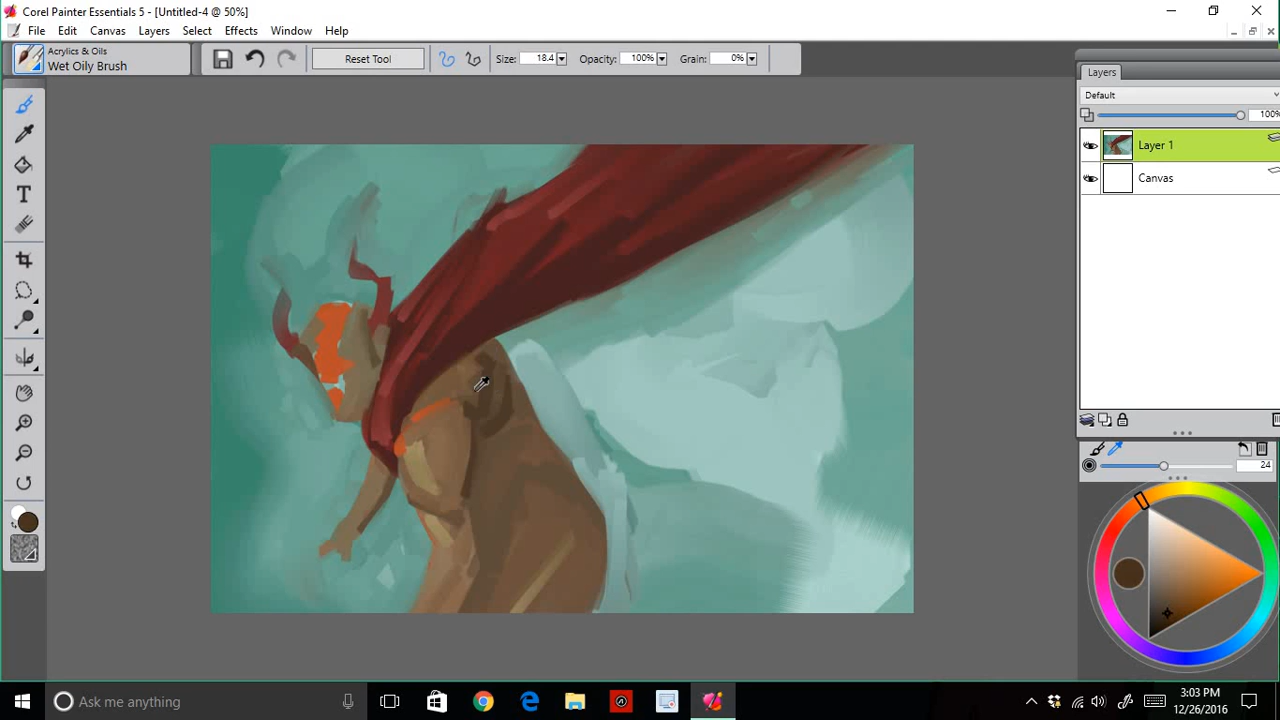 Corel Painter Essentials 5 - [Untitled-4 @ 50%]
File Edit Canvas Layers Select Effects Window Help
Acrylics & Oils
Wet Oily Brush
Reset Tool
Size: 18.4
Opacity: 100%
Grain: 0%
Layers
Default
100%
Layer 1
Canvas
24
T
Ask me anything
3:03 PM
12/26/2016